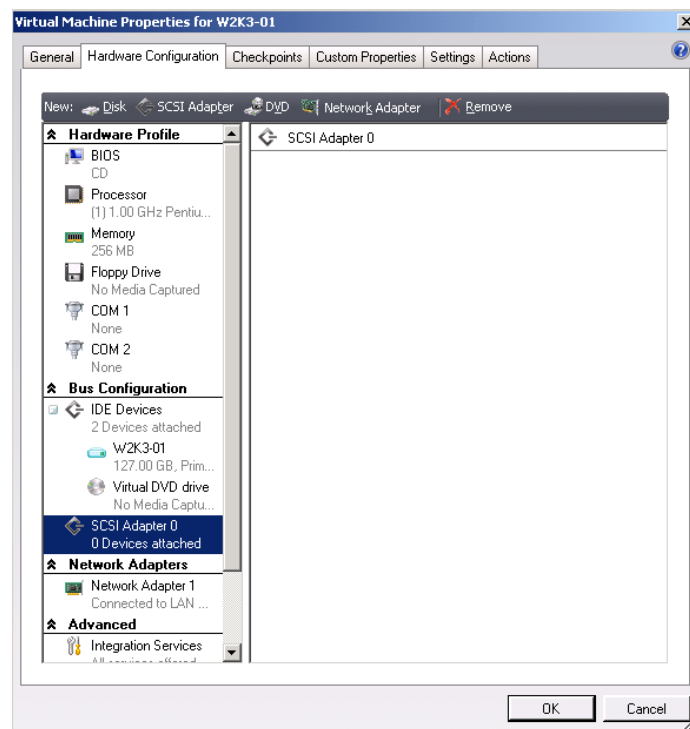 Virtual Machine Properties for W2K3-01
General Hardware Configuration Checkpoints Custom Properties Settings Actions
New: Disk SCSI Adapter DVD Network Adapter Remove
Hardware Profile
BIOS
CD
Processor
(1) 1.00 GHz Pentiu...
Memory
256 MB
Floppy Drive
No Media Captured
COM 1
None
COM 2
None
Bus Configuration
IDE Devices
2 Devices attached
W2K3-01
127.00 GB, Prim...
Virtual DVD drive
No Media Captu...
SCSI Adapter 0
0 Devices attached
Network Adapters
Network Adapter 1
Connected to LAN ...
Advanced
Integration Services
All services offered
SCSI Adapter 0
OK Cancel